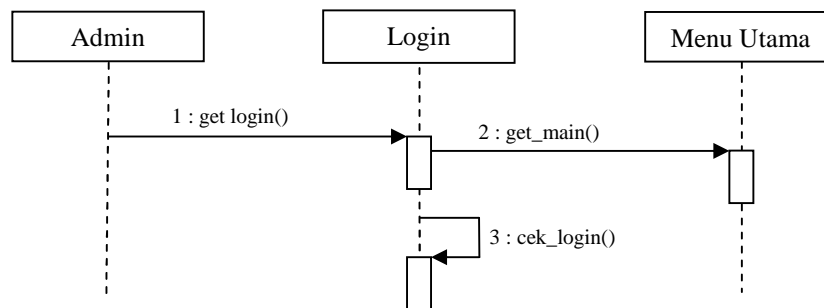 Admin
Login
Menu Utama
1 : get login()
2 : get_main()
3 : cek_login()